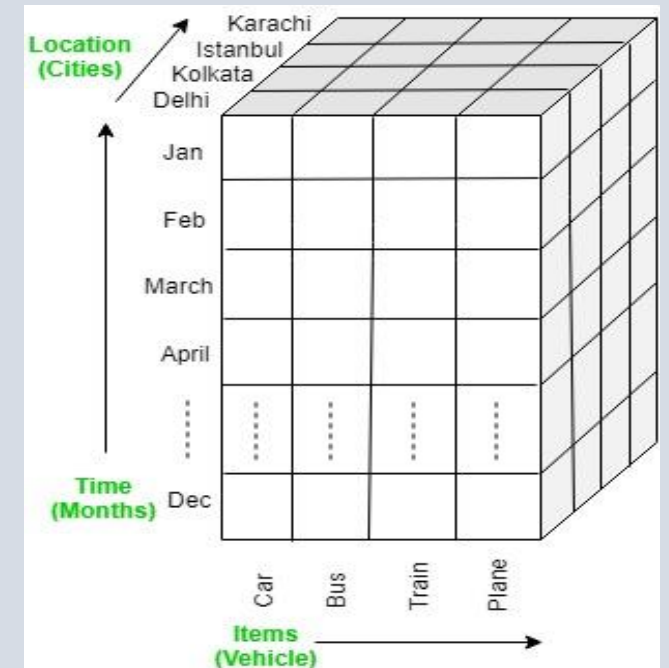 Karachi
Location
(Cities)
Istanbul
Kolkata
Delhi
Jan
Feb
March
April
Time
(Months)
Dec
Car
Bus
Train
Plane
Items
(Vehicle)